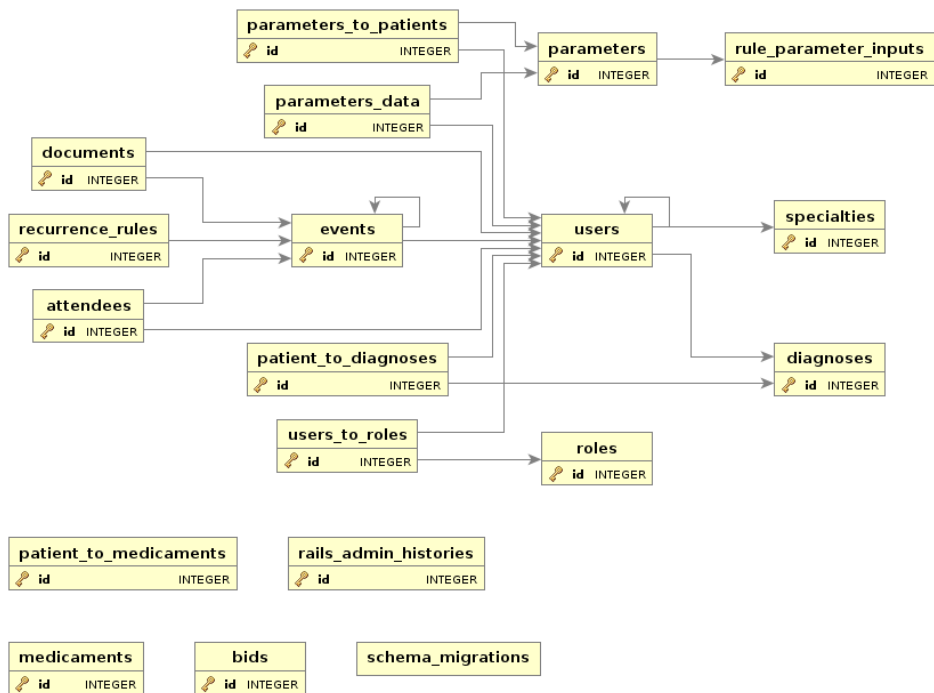 parameters_to_patients
id INTEGER
parameters
id INTEGER
rule_parameter_inputs
id INTEGER
parameters_data
id INTEGER
documents
id INTEGER
recurrence_rules
id INTEGER
events
id INTEGER
users
id INTEGER
specialties
id INTEGER
attendees
id INTEGER
patient_to_diagnoses
id INTEGER
diagnoses
id INTEGER
users_to_roles
id INTEGER
roles
id INTEGER
patient_to_medicaments
id INTEGER
rails_admin_histories
id INTEGER
medicaments
id INTEGER
bids
id INTEGER
schema_migrations